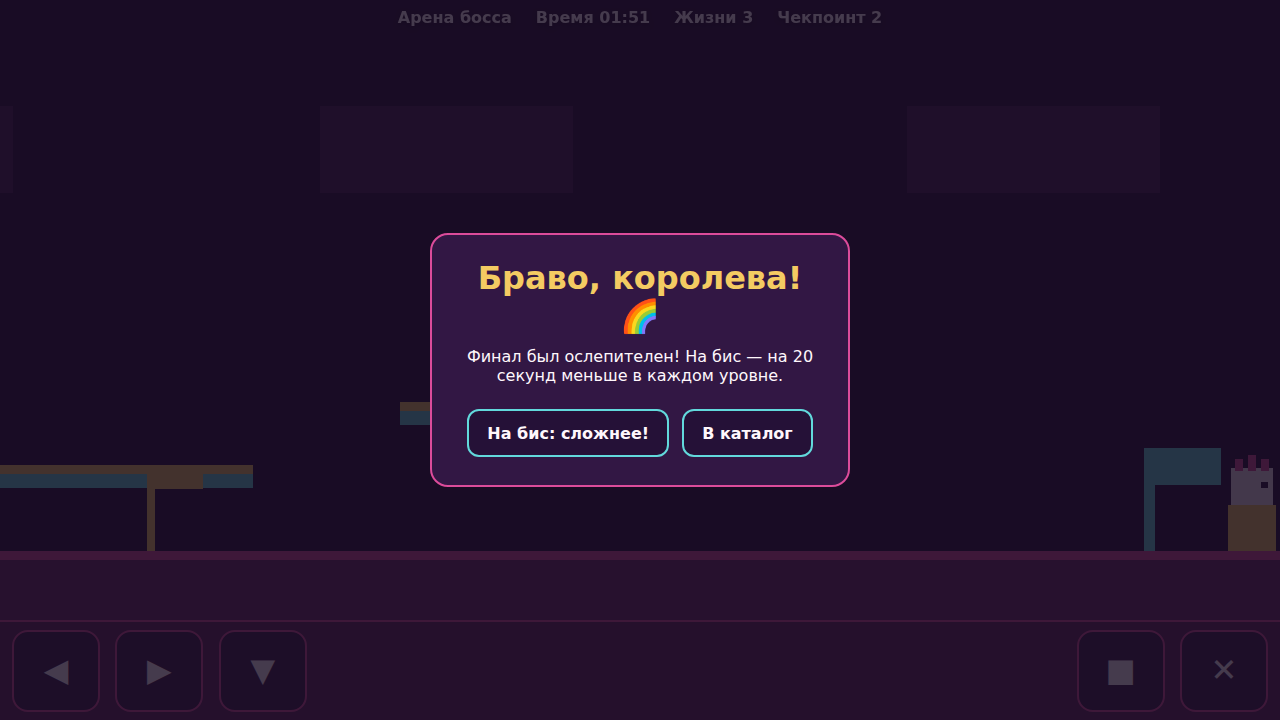 Арена босса Время 01:51 Жизни 3 Чекпоинт 2
Браво, королева!
🌈
Финал был ослепителен! На бис — на 20
секунд меньше в каждом уровне.
На бис: сложнее! В каталог
◀ ▶ ▼ ■ ✕